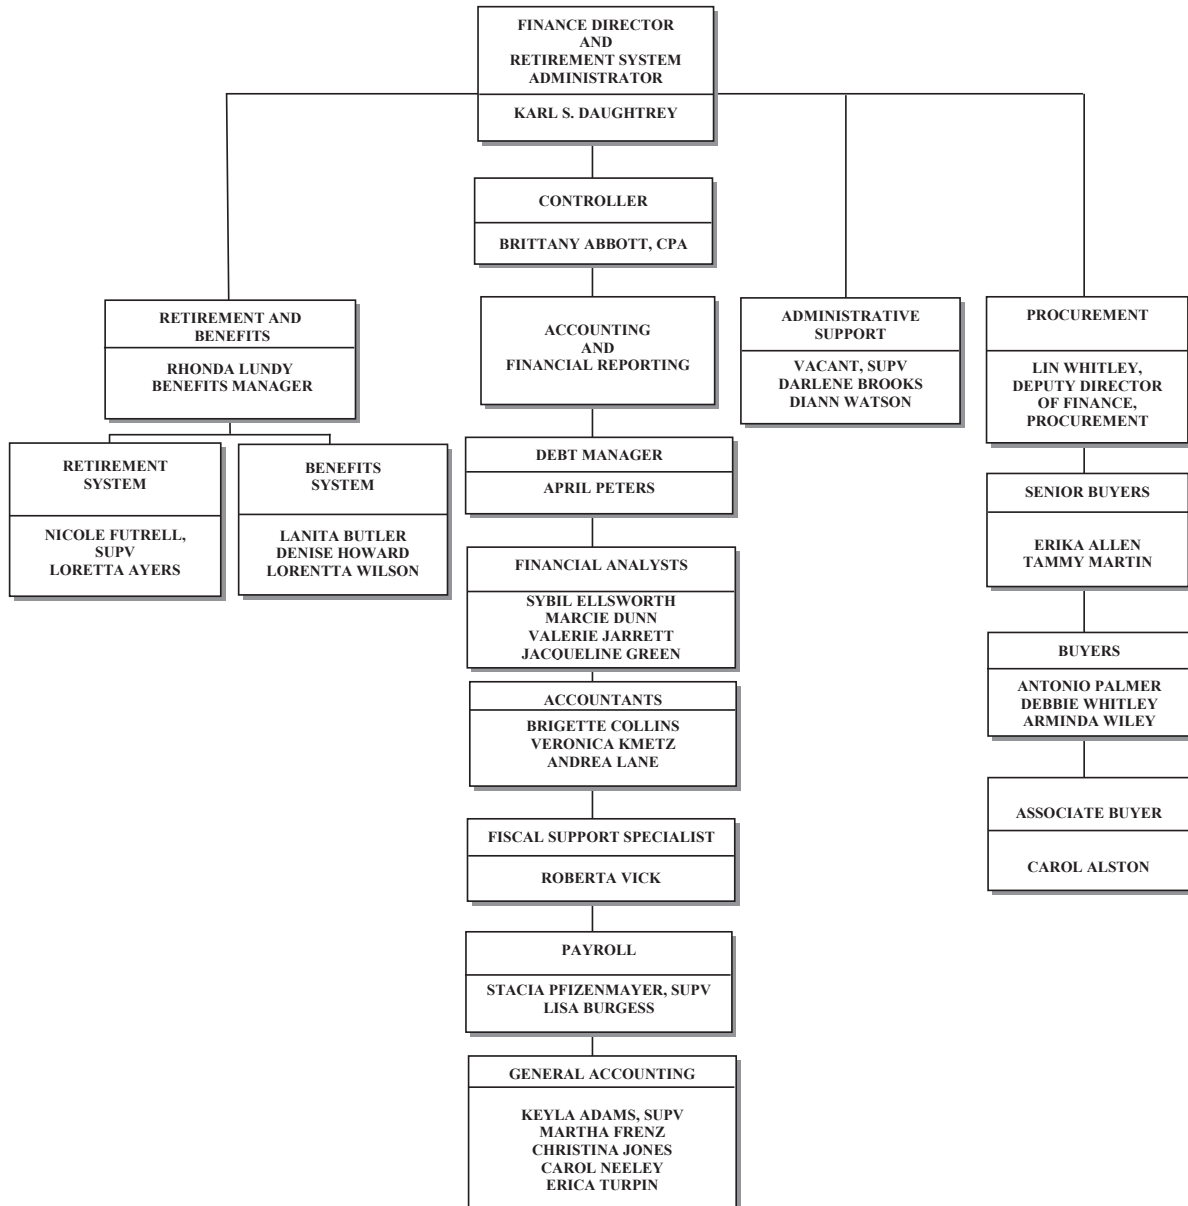 FINANCE DIRECTOR
AND
RETIREMENT SYSTEM
ADMINISTRATOR
KARL S. DAUGHTREY
CONTROLLER
BRITTANY ABBOTT, CPA
RETIREMENT AND
BENEFITS
RHONDA LUNDY
BENEFITS MANAGER
ACCOUNTING
AND
FINANCIAL REPORTING
ADMINISTRATIVE
SUPPORT
VACANT, SUPV
DARLENE BROOKS
DIANN WATSON
PROCUREMENT
LIN WHITLEY,
DEPUTY DIRECTOR
OF FINANCE,
PROCUREMENT
RETIREMENT
SYSTEM
NICOLE FUTRELL,
SUPV
LORETTA AYERS
BENEFITS
SYSTEM
LANITA BUTLER
DENISE HOWARD
LORENTTA WILSON
DEBT MANAGER
APRIL PETERS
SENIOR BUYERS
ERIKA ALLEN
TAMMY MARTIN
FINANCIAL ANALYSTS
SYBIL ELLSWORTH
MARCIE DUNN
VALERIE JARRETT
JACQUELINE GREEN
BUYERS
ANTONIO PALMER
DEBBIE WHITLEY
ARMINDA WILEY
ACCOUNTANTS
BRIGETTE COLLINS
VERONICA KMETZ
ANDREA LANE
ASSOCIATE BUYER
CAROL ALSTON
FISCAL SUPPORT SPECIALIST
ROBERTA VICK
PAYROLL
STACIA PFIZENMAYER, SUPV
LISA BURGESS
GENERAL ACCOUNTING
KEYLA ADAMS, SUPV
MARTHA FRENZ
CHRISTINA JONES
CAROL NEELEY
ERICA TURPIN